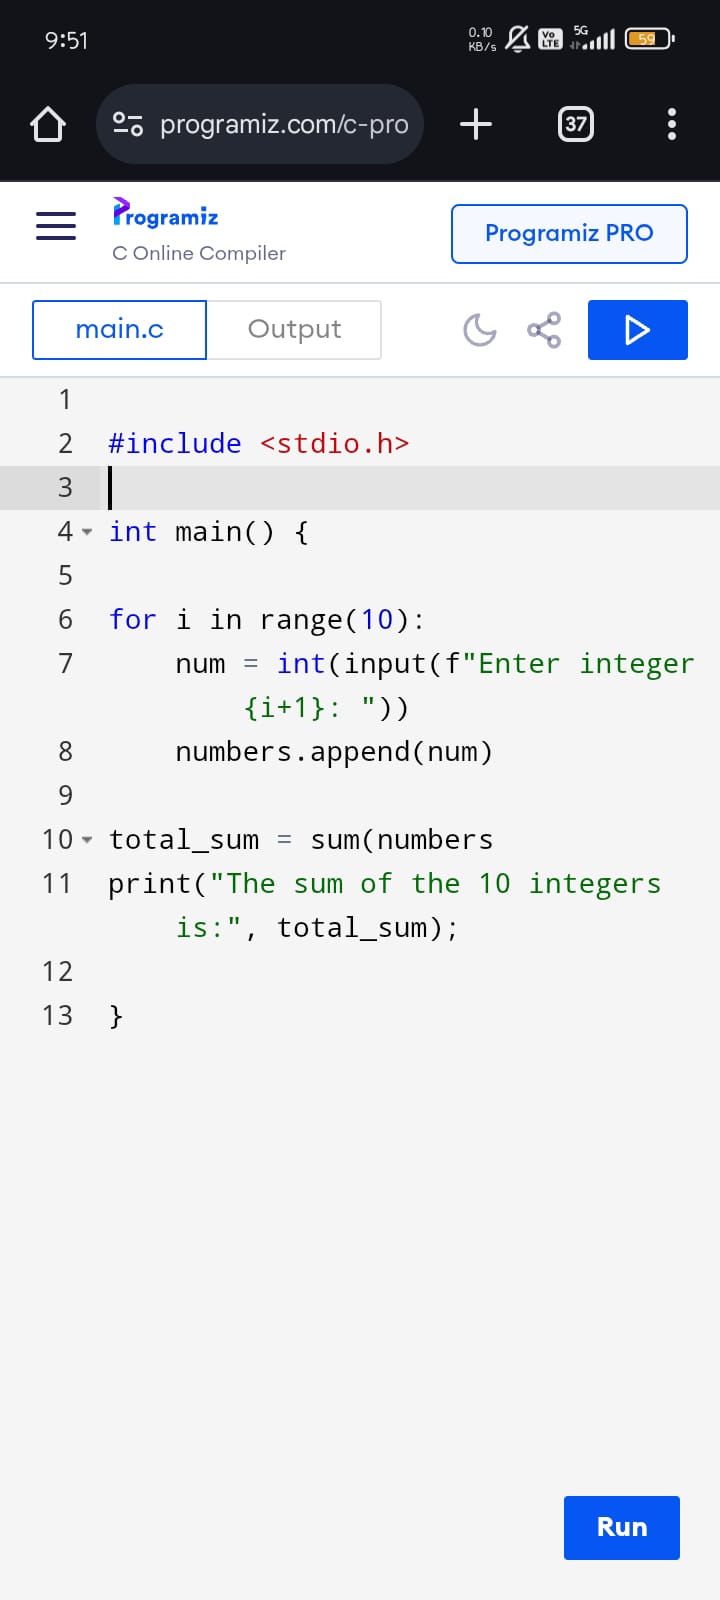 9:51
0.10
KB/s
Vo
LTE
5G
59
programiz.com/c-pro
37
Programiz
C Online Compiler
Programiz PRO
main.c
Output
1
2 #include <stdio.h>
3
4 int main() {
5
6 for i in range(10):
7     num = int(input(f"Enter integer
        {i+1}: "))
8     numbers.append(num)
9
10 total_sum = sum(numbers
11 print("The sum of the 10 integers
    is:", total_sum);
12
13 }
Run